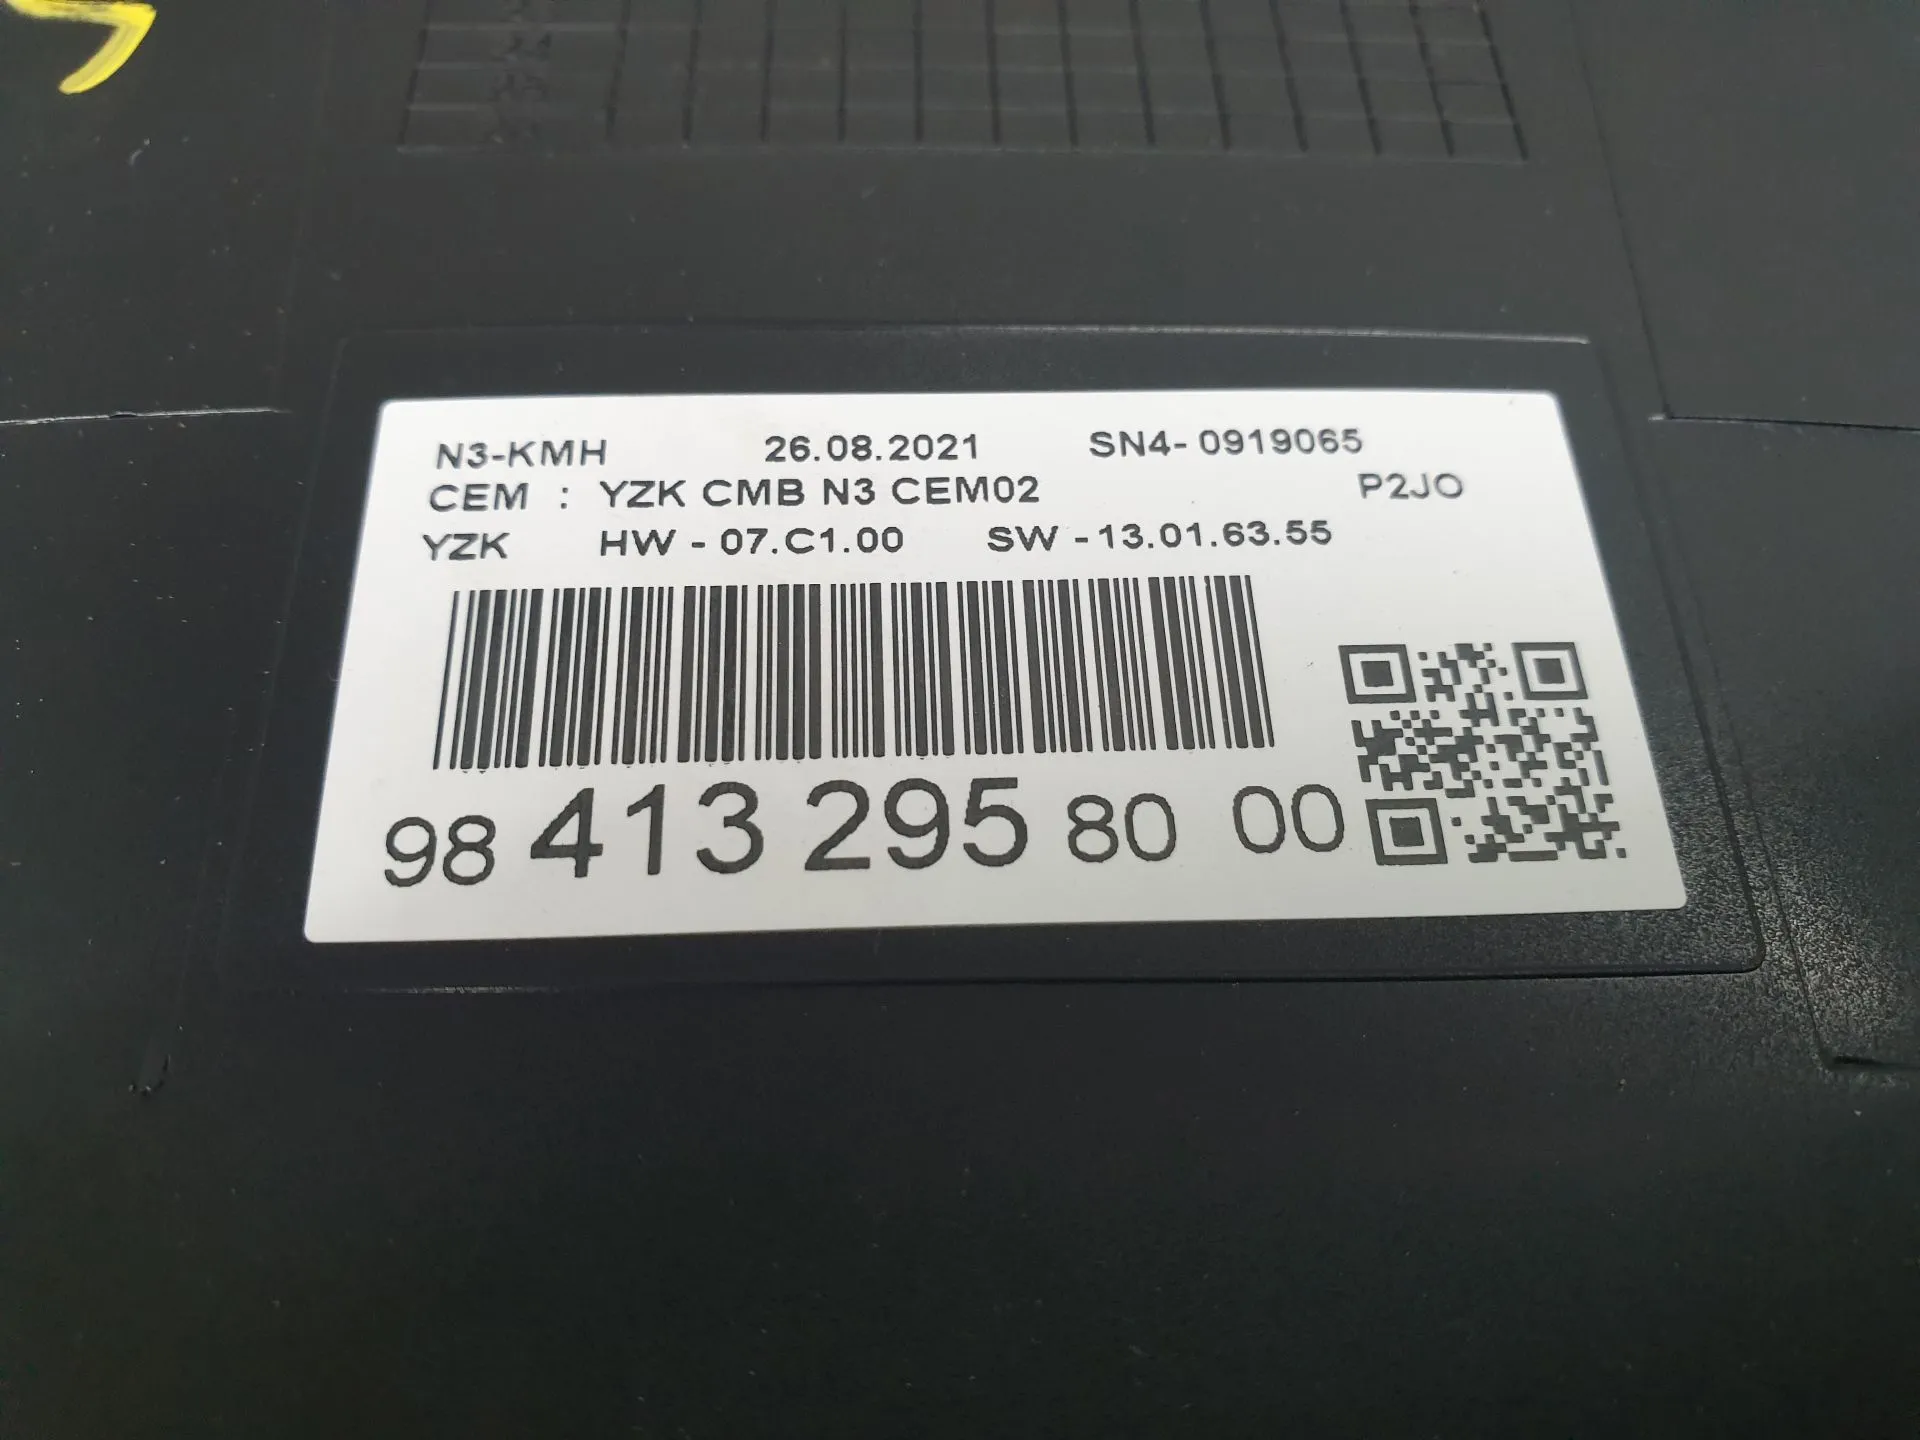 N3-KMH 26.08.2021 SN4- 0919065
CEM : YZK CMB N3 CEM02 P2JO
YZK HW - 07.C1.00 SW -13.01.63.55
98 413 295 80 00